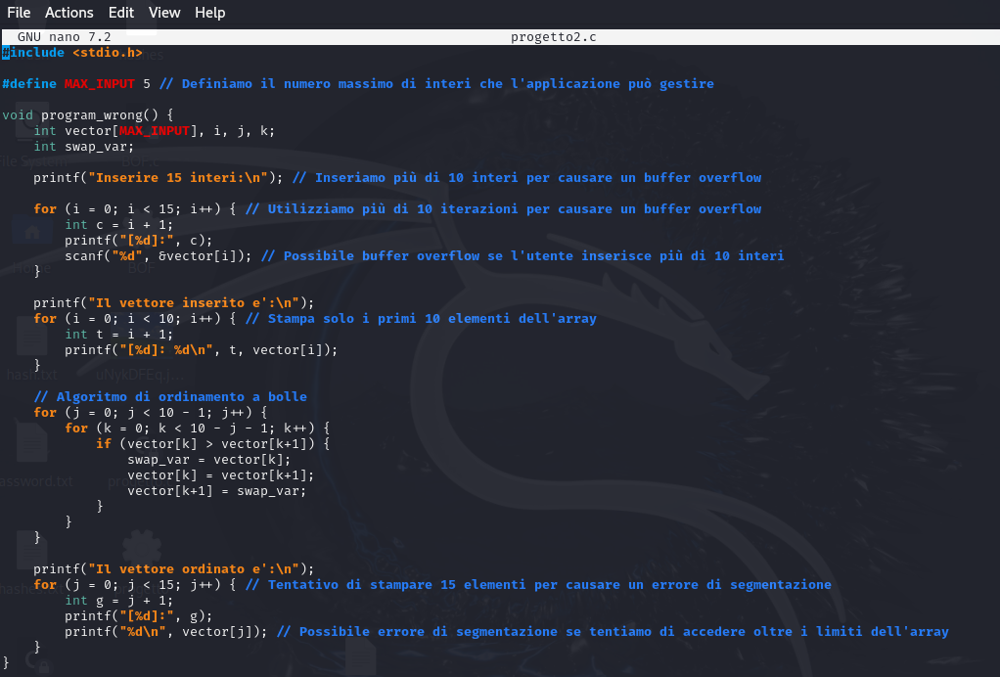 File Actions Edit View Help
GNU nano 7.2 progetto2.c
#include <stdio.h>
#define MAX_INPUT 5 // Definiamo il numero massimo di interi che l'applicazione può gestire
void program_wrong() {
    int vector[MAX_INPUT], i, j, k;
    int swap_var;
    printf("Inserire 15 interi:\n"); // Inseriamo più di 10 interi per causare un buffer overflow
    for (i = 0; i < 15; i++) { // Utilizziamo più di 10 iterazioni per causare un buffer overflow
        int c = i + 1;
        printf("[%d]:", c);
        scanf("%d", &vector[i]); // Possibile buffer overflow se l'utente inserisce più di 10 interi
    }
    printf("Il vettore inserito e':\n");
    for (i = 0; i < 10; i++) { // Stampa solo i primi 10 elementi dell'array
        int t = i + 1;
        printf("[%d]: %d\n", t, vector[i]);
    }
    // Algoritmo di ordinamento a bolle
    for (j = 0; j < 10 - 1; j++) {
        for (k = 0; k < 10 - j - 1; k++) {
            if (vector[k] > vector[k+1]) {
                swap_var = vector[k];
                vector[k] = vector[k+1];
                vector[k+1] = swap_var;
            }
        }
    }
    printf("Il vettore ordinato e':\n");
    for (j = 0; j < 15; j++) { // Tentativo di stampare 15 elementi per causare un errore di segmentazione
        int g = j + 1;
        printf("[%d]:", g);
        printf("%d\n", vector[j]); // Possibile errore di segmentazione se tentiamo di accedere oltre i limiti dell'array
    }
}